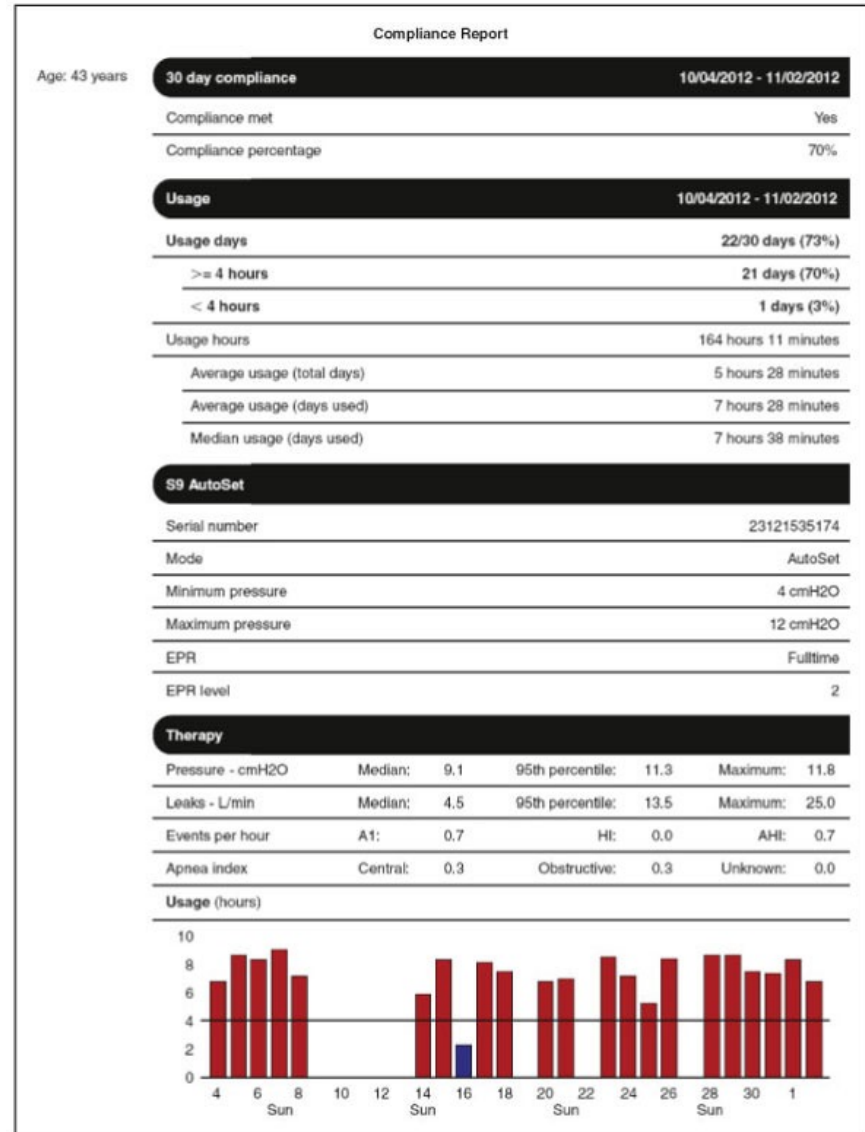 Compliance Report
Age: 43 years
30 day compliance 10/04/2012 - 11/02/2012
Compliance met Yes
Compliance percentage 70%
Usage 10/04/2012 - 11/02/2012
Usage days 22/30 days (73%)
>= 4 hours 21 days (70%)
< 4 hours 1 days (3%)
Usage hours 164 hours 11 minutes
Average usage (total days) 5 hours 28 minutes
Average usage (days used) 7 hours 28 minutes
Median usage (days used) 7 hours 38 minutes
S9 AutoSet
Serial number 23121535174
Mode AutoSet
Minimum pressure 4 cmH2O
Maximum pressure 12 cmH2O
EPR Fulltime
EPR level 2
Therapy
Pressure - cmH2O Median: 9.1 95th percentile: 11.3 Maximum: 11.8
Leaks - L/min Median: 4.5 95th percentile: 13.5 Maximum: 25.0
Events per hour A1: 0.7 HI: 0.0 AHI: 0.7
Apnea index Central: 0.3 Obstructive: 0.3 Unknown: 0.0
Usage (hours)
10
8
6
4
2
0
4 6 8 10 12 14 16 18 20 22 24 26 28 30 1
Sun Sun Sun Sun